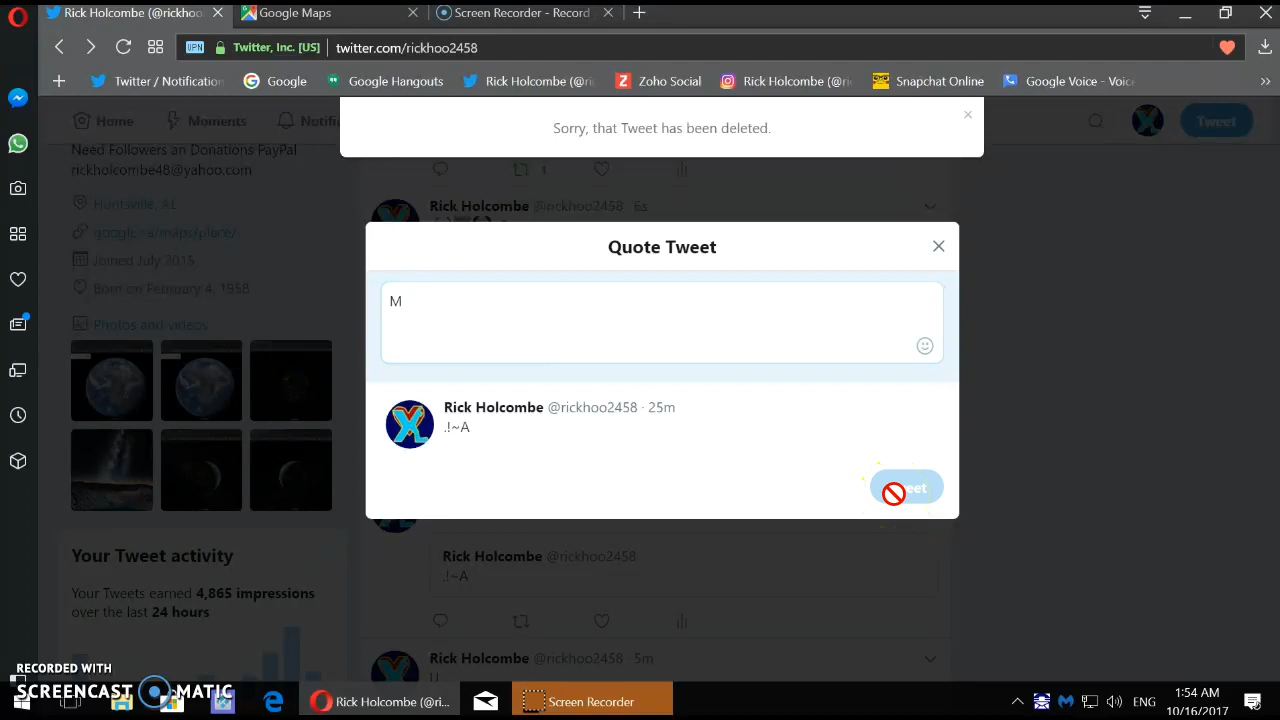 Rick Holcombe (@rickhoo
Google Maps
Screen Recorder - Record
VPN
Twitter, Inc. [US]
twitter.com/rickhoo2458
Twitter / Notification
Google
Google Hangouts
Rick Holcombe (@ri
Zoho Social
Rick Holcombe (@ri
Snapchat Online
Google Voice - Voic
Sorry, that Tweet has been deleted.
Home
Moments
Notifi
Tweet
Need Followers an Donations PayPal
rickholcombe48@yahoo.com
1
Rick Holcombe @rickhoo2458 · 6s
Huntsville, AL
Joined July 2015
Born on February 4, 1958
Photos and videos
Quote Tweet
M
Rick Holcombe @rickhoo2458 · 25m
.!~A
Your Tweet activity
Your Tweets earned 4,865 impressions
over the last 24 hours
Rick Holcombe @rickhoo2458
.!~A
Rick Holcombe @rickhoo2458 · 5m
U
RECORDED WITH
SCREENCAST MATIC
Rick Holcombe (@ri...
Screen Recorder
ENG
1:54 AM
10/16/2017